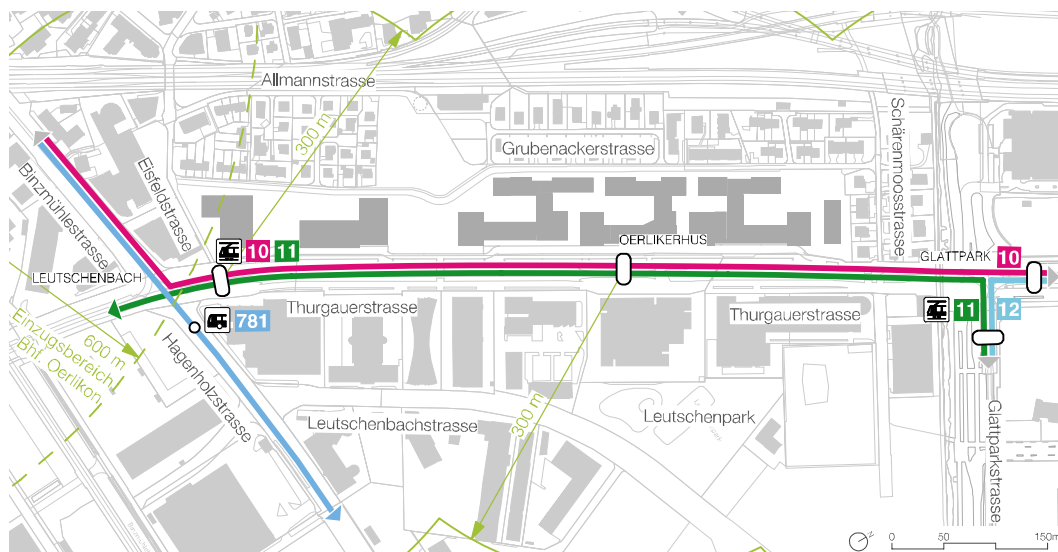 Allmannstrasse
300 m
Grubenackerstrasse
Schärenmoosstrasse
Binzmühlestrasse
Eisfeldstrasse
10 11
OERLIKERHUS
GLATTPARK 10
LEUTSCHENBACH
Thurgauerstrasse
Thurgauerstrasse
11
12
781
600 m
Einzugsbereich
Bhf. Oerlikon
Hagenholzstrasse
Leutschenbachstrasse
300 m
Leutschenpark
Glattparkstrasse
N
0 50 150m